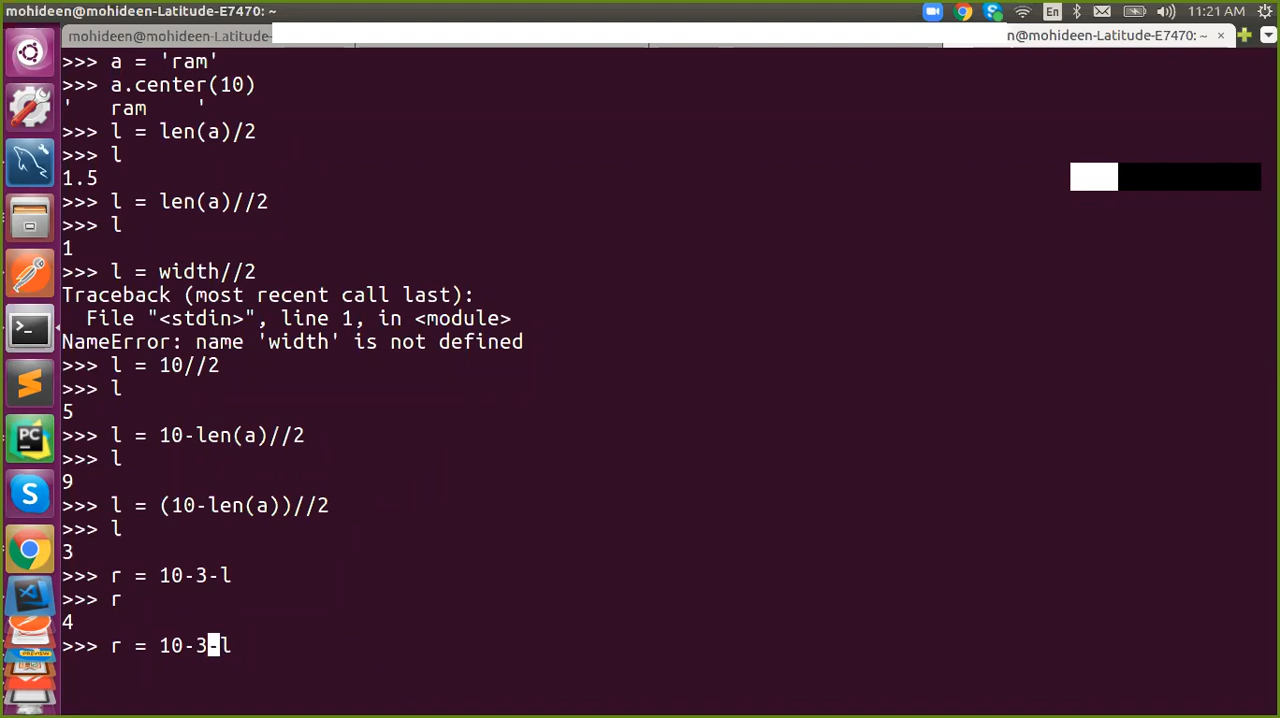 mohideen@mohideen-Latitude-E7470: ~
En
11:21 AM
mohideen@mohideen-Latitude-
n@mohideen-Latitude-E7470: ~ ×
>>> a = 'ram'
>>> a.center(10)
'   ram    '
>>> l = len(a)/2
>>> l
1.5
>>> l = len(a)//2
>>> l
1
>>> l = width//2
Traceback (most recent call last):
  File "<stdin>", line 1, in <module>
NameError: name 'width' is not defined
>>> l = 10//2
>>> l
5
>>> l = 10-len(a)//2
>>> l
9
>>> l = (10-len(a))//2
>>> l
3
>>> r = 10-3-l
>>> r
4
>>> r = 10-3-l
PC
S